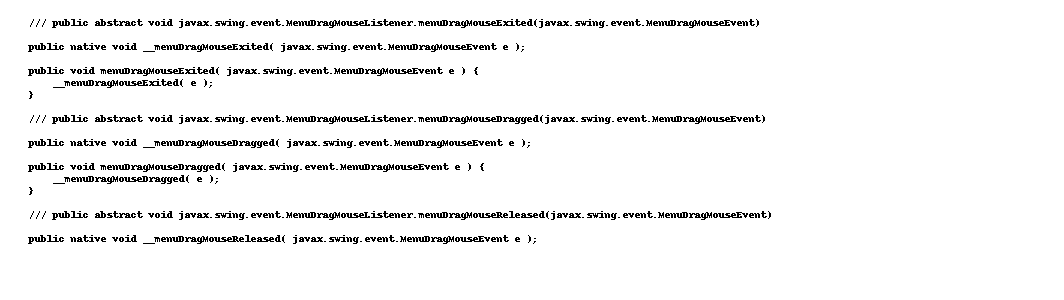 /// public abstract void javax.swing.event.MenuDragMouseListener.menuDragMouseExited(javax.swing.event.MenuDragMouseEvent)
public native void __menuDragMouseExited( javax.swing.event.MenuDragMouseEvent e );
public void menuDragMouseExited( javax.swing.event.MenuDragMouseEvent e ) {
    __menuDragMouseExited( e );
}
/// public abstract void javax.swing.event.MenuDragMouseListener.menuDragMouseDragged(javax.swing.event.MenuDragMouseEvent)
public native void __menuDragMouseDragged( javax.swing.event.MenuDragMouseEvent e );
public void menuDragMouseDragged( javax.swing.event.MenuDragMouseEvent e ) {
    __menuDragMouseDragged( e );
}
/// public abstract void javax.swing.event.MenuDragMouseListener.menuDragMouseReleased(javax.swing.event.MenuDragMouseEvent)
public native void __menuDragMouseReleased( javax.swing.event.MenuDragMouseEvent e );